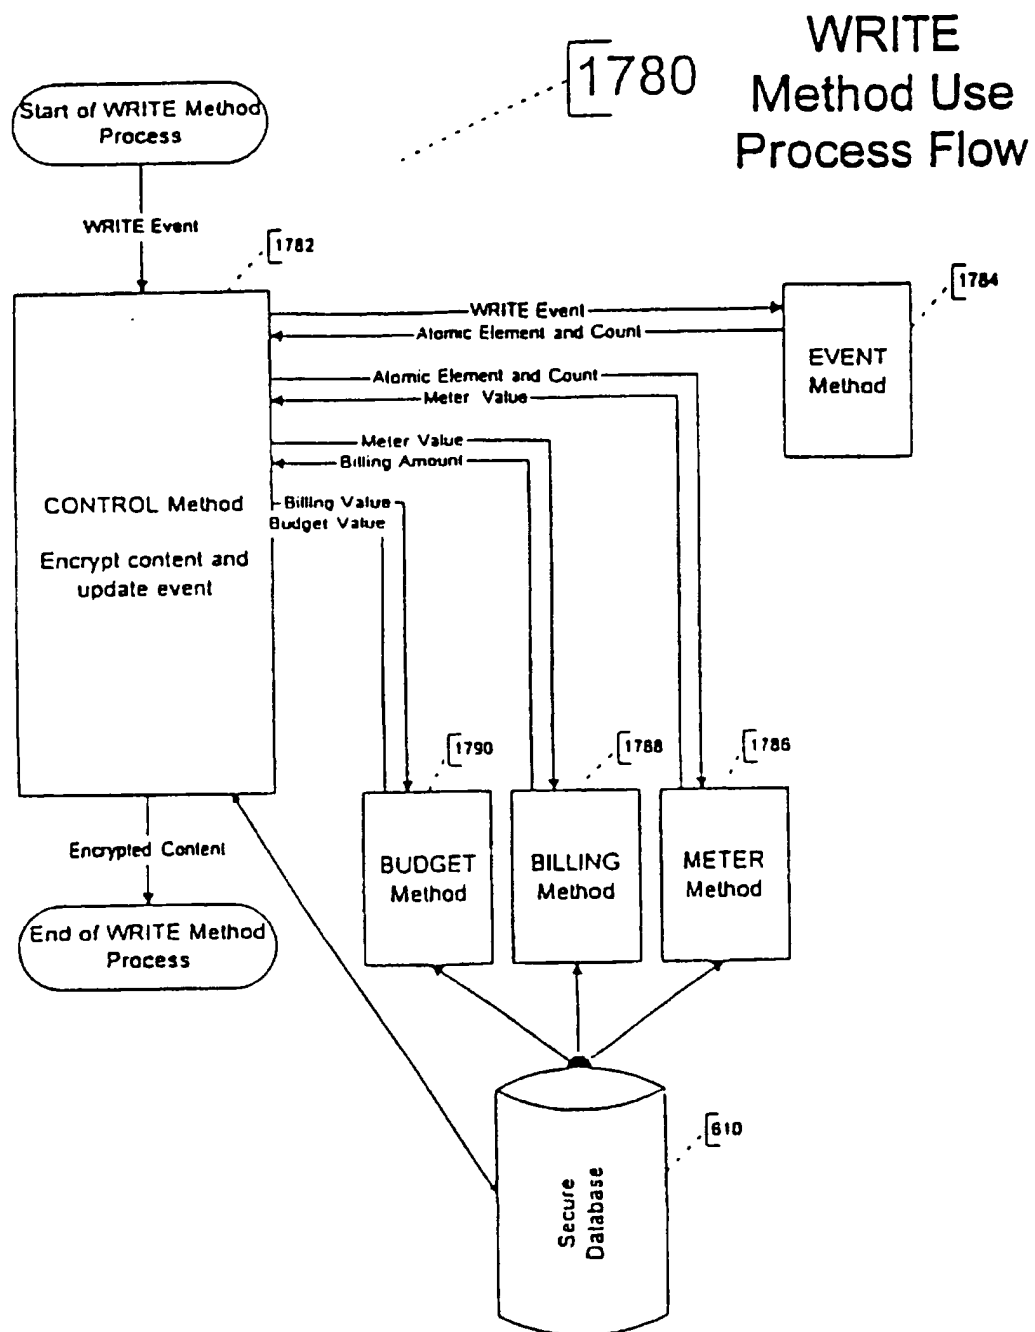 WRITE
Method Use
Process Flow
1780
Start of WRITE Method
Process
WRITE Event
1782
1784
WRITE Event
Atomic Element and Count
EVENT
Method
Atomic Element and Count
Meter Value
Meter Value
Billing Amount
CONTROL Method
Encrypt content and
update event
Billing Value
Budget Value
1790
1788
1786
Encrypted Content
BUDGET
Method
BILLING
Method
METER
Method
End of WRITE Method
Process
610
Secure
Database